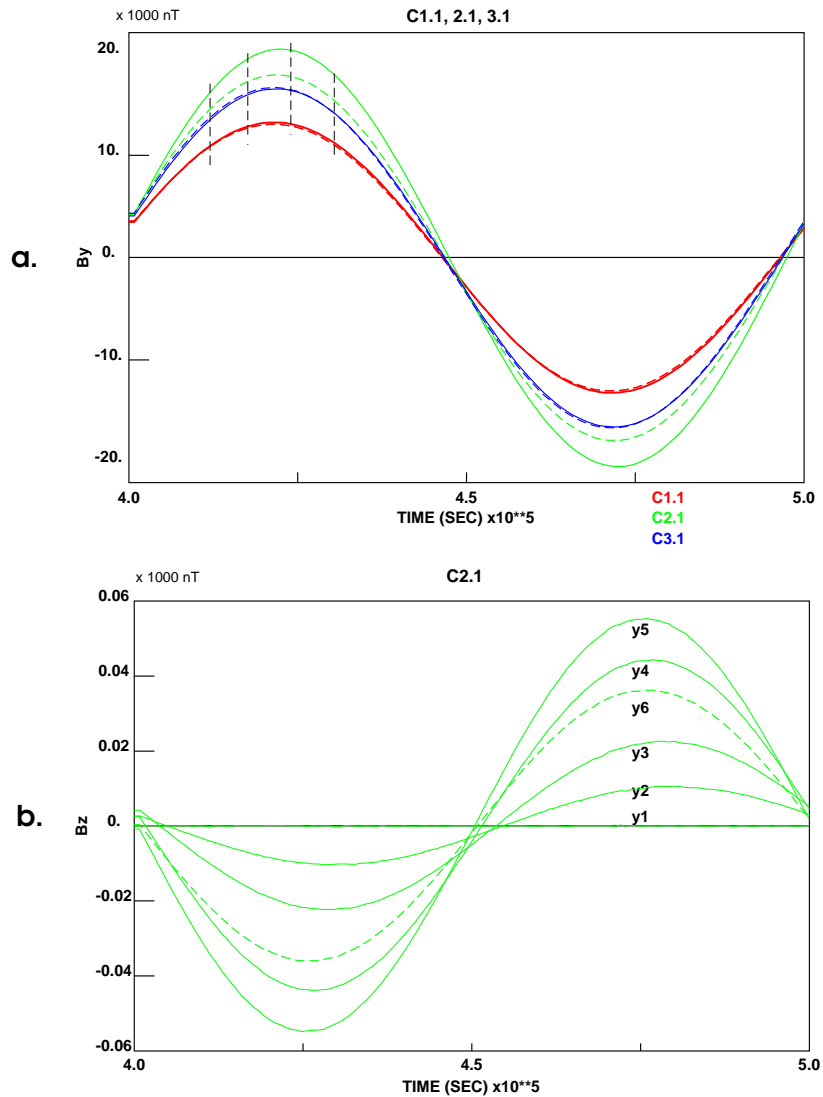 x 1000 nT
C1.1, 2.1, 3.1
20.
10.
a.
By
0.
-10.
-20.
4.0
4.5
5.0
TIME (SEC) x10**5
C1.1
C2.1
C3.1
x 1000 nT
C2.1
0.06
y5
0.04
y4
y6
0.02
y3
y2
b.
Bz
0.
y1
-0.02
-0.04
-0.06
4.0
4.5
5.0
TIME (SEC) x10**5